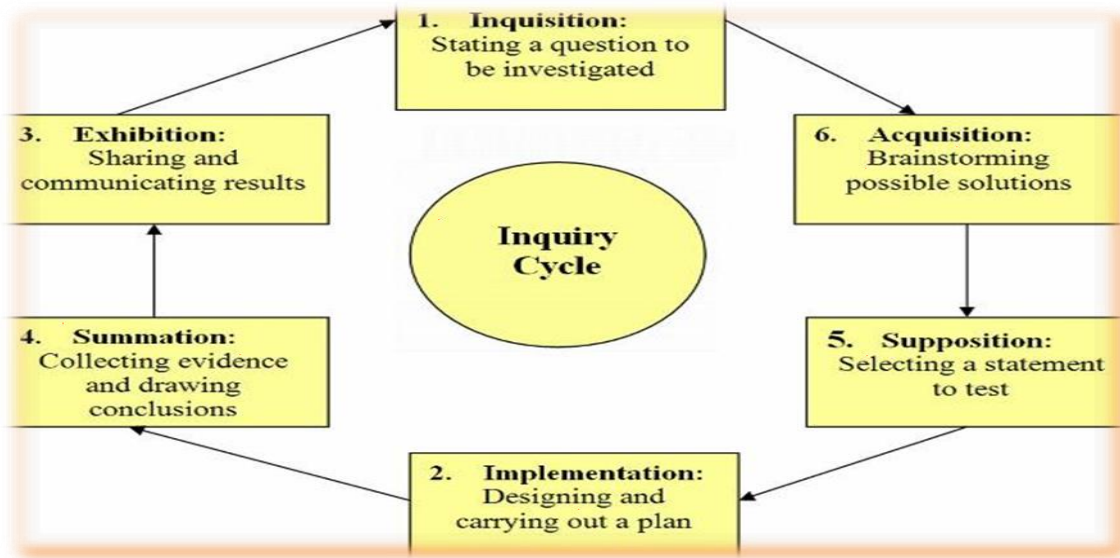 1. Inquisition:
Stating a question to
be investigated
3. Exhibition:
Sharing and
communicating results
6. Acquisition:
Brainstorming
possible solutions
Inquiry
Cycle
4. Summation:
Collecting evidence
and drawing
conclusions
5. Supposition:
Selecting a statement
to test
2. Implementation:
Designing and
carrying out a plan